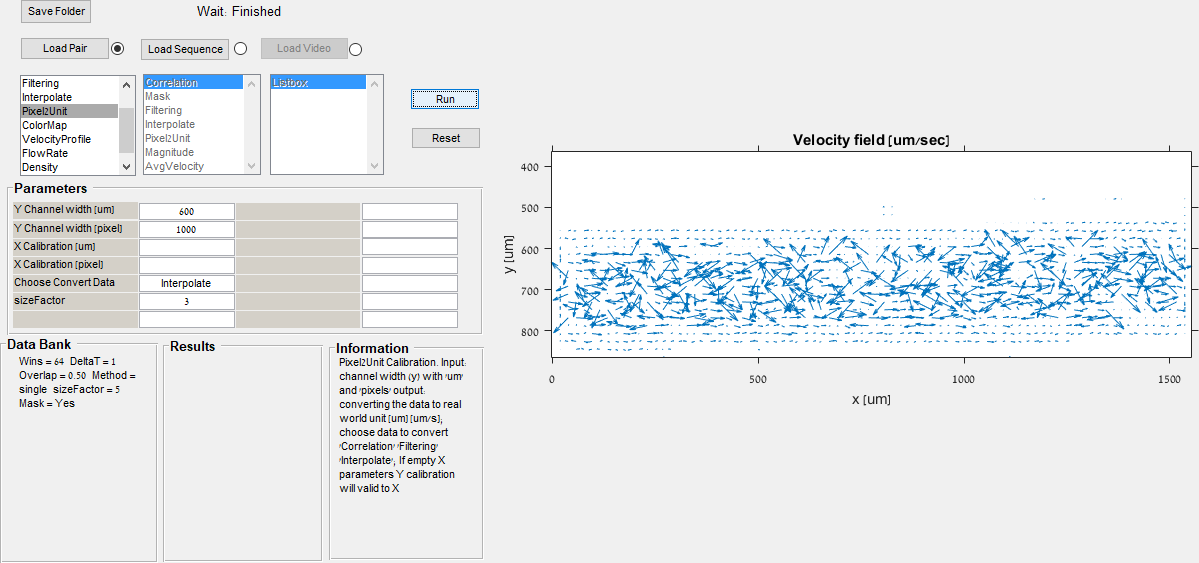 Save Folder
Wait: Finished
Load Pair
Load Sequence
Load Video
Filtering
Interpolate
Pixel2Unit
ColorMap
VelocityProfile
FlowRate
Density
Correlation
Mask
Filtering
Interpolate
Pixel2Unit
Magnitude
AvgVelocity
Listbox
Run
Reset
Parameters
Y Channel width [um] 600
Y Channel width [pixel] 1000
X Calibration [um]
X Calibration [pixel]
Choose Convert Data Interpolate
sizeFactor 3
Data Bank
Wins = 64 DeltaT = 1
Overlap = 0.50 Method =
single sizeFactor = 5
Mask = Yes
Results
Information
Pixel2Unit Calibration. Input:
channel width (y) with 'um'
and 'pixels' output:
converting the data to real
world unit [um] [um/s];
choose data to convert
'Correlation' 'Filtering'
'Interpolate'; If empty X
parameters Y calibration
will valid to X
Velocity field [um/sec]
400
500
600
700
800
y [um]
0 500 1000 1500
x [um]